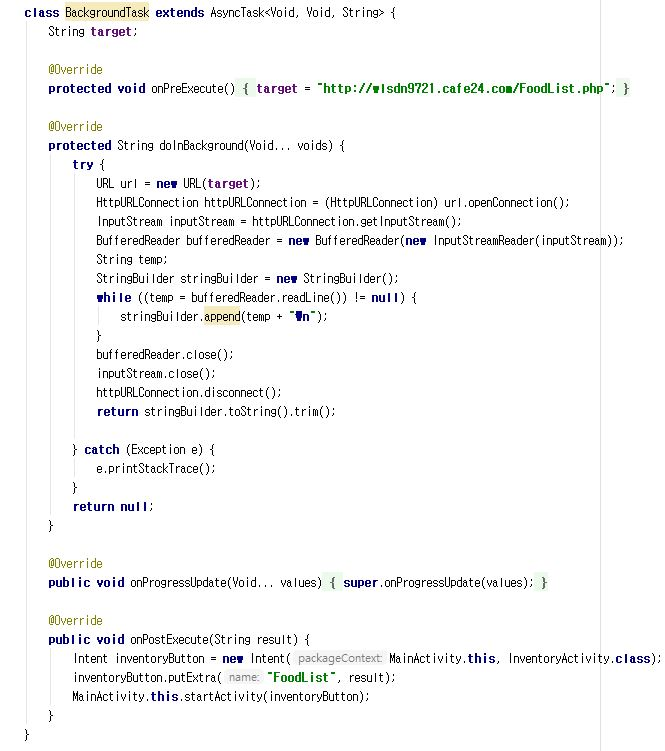 class BackgroundTask extends AsyncTask<Void, Void, String> {
String target;
@Override
protected void onPreExecute() { target = "http://wlsdn9721.cafe24.com/FoodList.php"; }
@Override
protected String doInBackground(Void... voids) {
try {
URL url = new URL(target);
HttpURLConnection httpURLConnection = (HttpURLConnection) url.openConnection();
InputStream inputStream = httpURLConnection.getInputStream();
BufferedReader bufferedReader = new BufferedReader(new InputStreamReader(inputStream));
String temp;
StringBuilder stringBuilder = new StringBuilder();
while ((temp = bufferedReader.readLine()) != null) {
stringBuilder.append(temp + "₩n");
}
bufferedReader.close();
inputStream.close();
httpURLConnection.disconnect();
return stringBuilder.toString().trim();
} catch (Exception e) {
e.printStackTrace();
}
return null;
}
@Override
public void onProgressUpdate(Void... values) { super.onProgressUpdate(values); }
@Override
public void onPostExecute(String result) {
Intent inventoryButton = new Intent( packageContext: MainActivity.this, InventoryActivity.class);
inventoryButton.putExtra( name: "FoodList", result);
MainActivity.this.startActivity(inventoryButton);
}
}